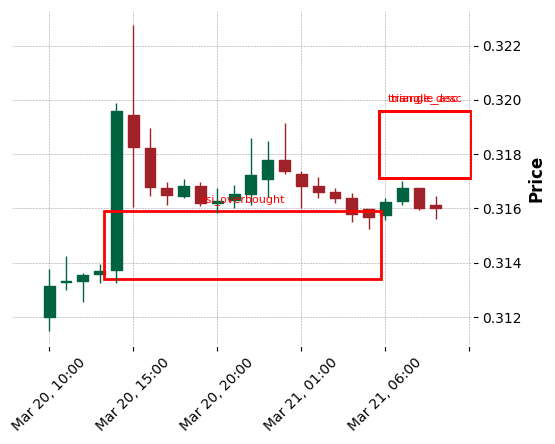 0.322
0.320
0.318
0.316
0.314
0.312
Price
rsi_overbought
Mar 20, 10:00
Mar 20, 15:00
Mar 20, 20:00
Mar 21, 01:00
Mar 21, 06:00